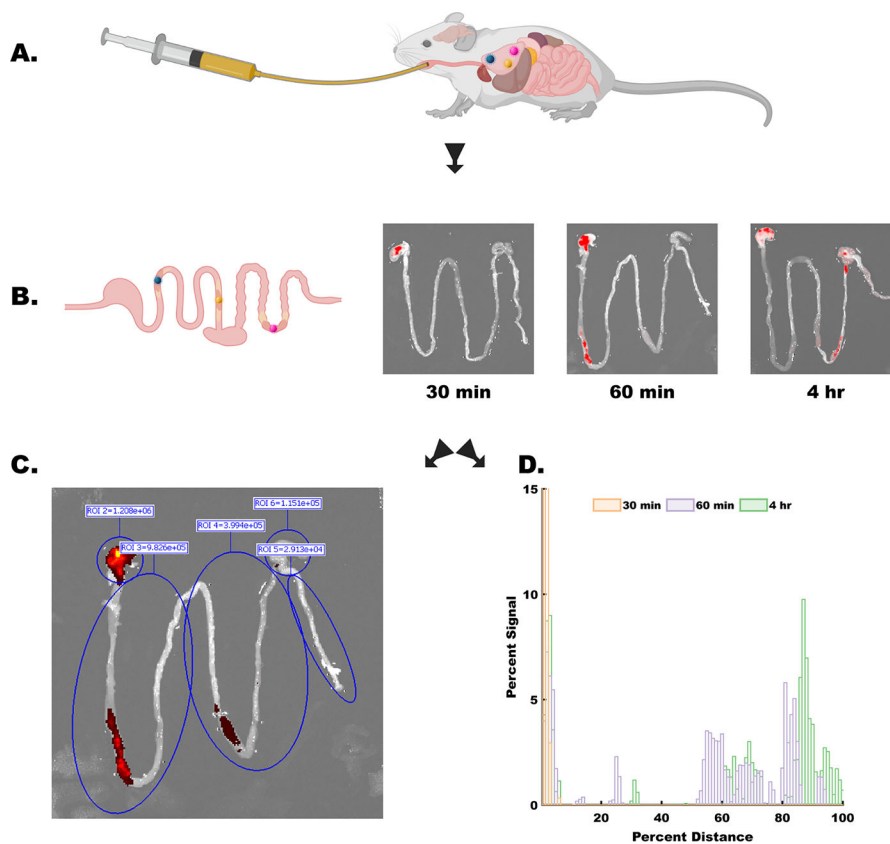 A.
B.
30 min
60 min
4 hr
C.
D.
ROI 2=1.208e+06
ROI 3=9.826e+05
ROI 4=3.994e+05
ROI 6=1.151e+05
ROI 5=2.913e+04
15
30 min
60 min
4 hr
10
Percent Signal
5
0
20
40
60
80
100
Percent Distance